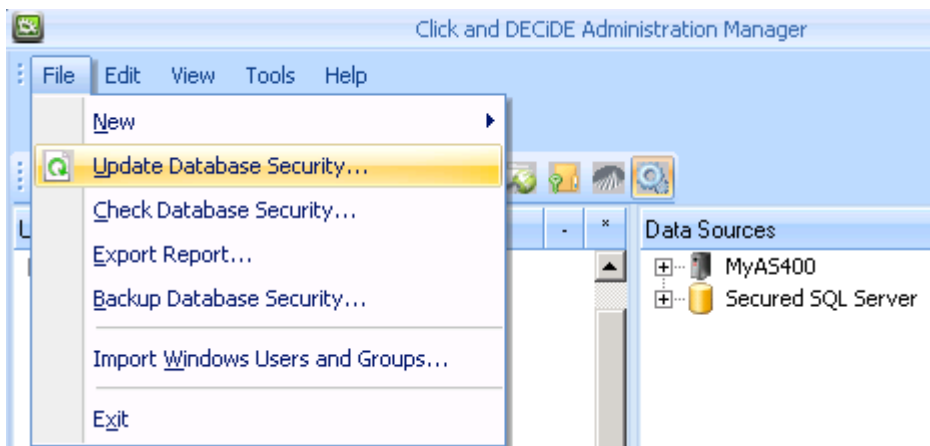 Click and DECiDE Administration Manager
File Edit View Tools Help
New
Update Database Security...
Check Database Security...
Export Report...
Backup Database Security...
Import Windows Users and Groups...
Exit
Data Sources
MyAS400
Secured SQL Server